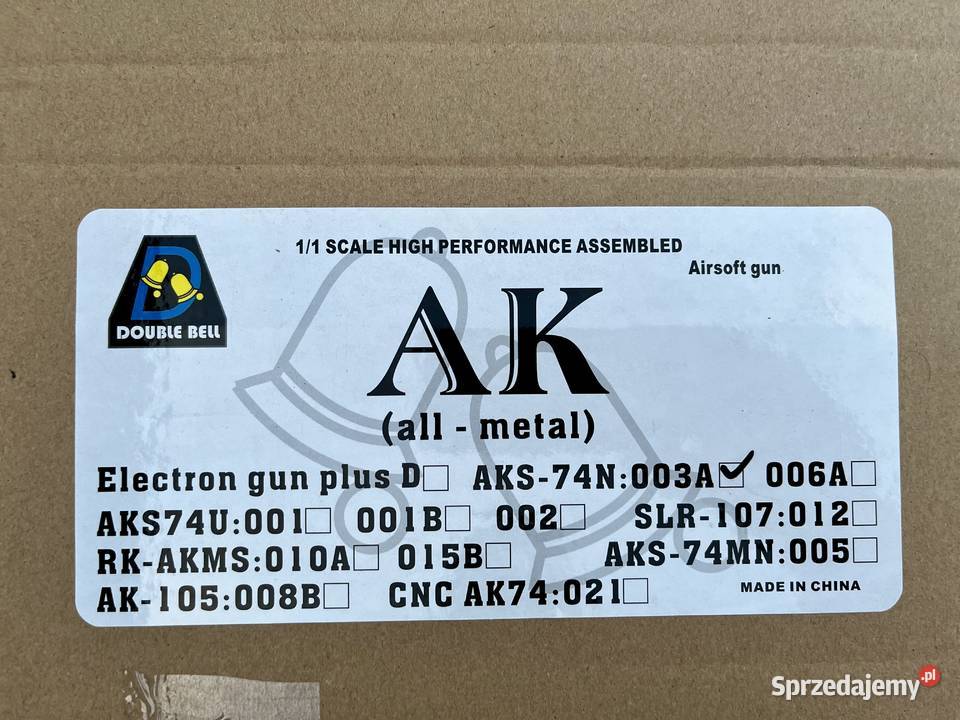 1/1 SCALE HIGH PERFORMANCE ASSEMBLED
Airsoft gun
DOUBLE BELL
AK
(all - metal)
Electron gun plus D□ AKS-74N:003A☑ 006A□
AKS74U:001□ 001B□ 002□ SLR-107:012□
RK-AKMS:010A□ 015B□ AKS-74MN:005□
AK-105:008B□ CNC AK74:021□
MADE IN CHINA
Sprzedajemy.pl